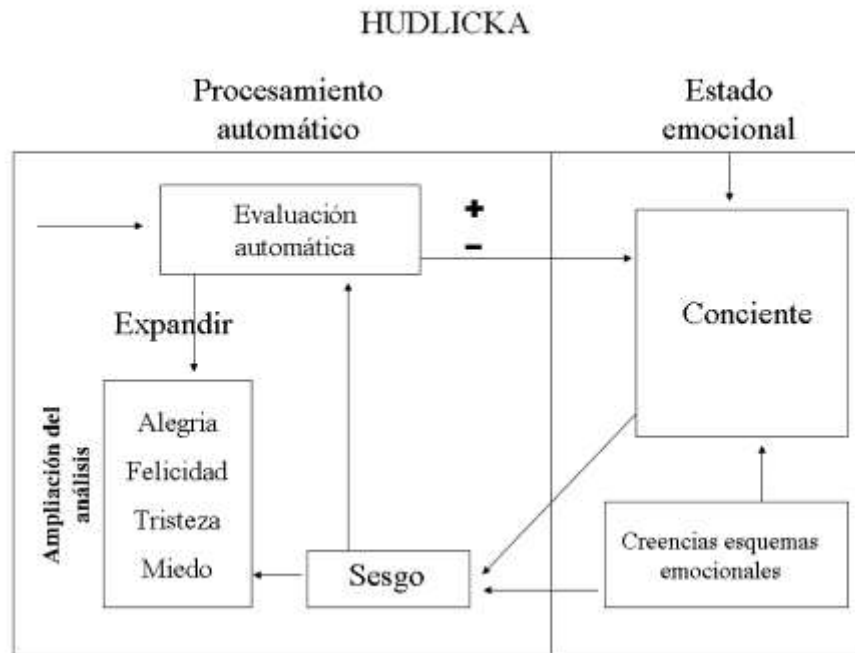 HUDLICKA
Procesamiento
automático
Estado
emocional
Evaluación
automática
+
-
Expandir
Conciente
Ampliación del
análisis
Alegria
Felicidad
Tristeza
Miedo
Sesgo
Creencias esquemas
emocionales